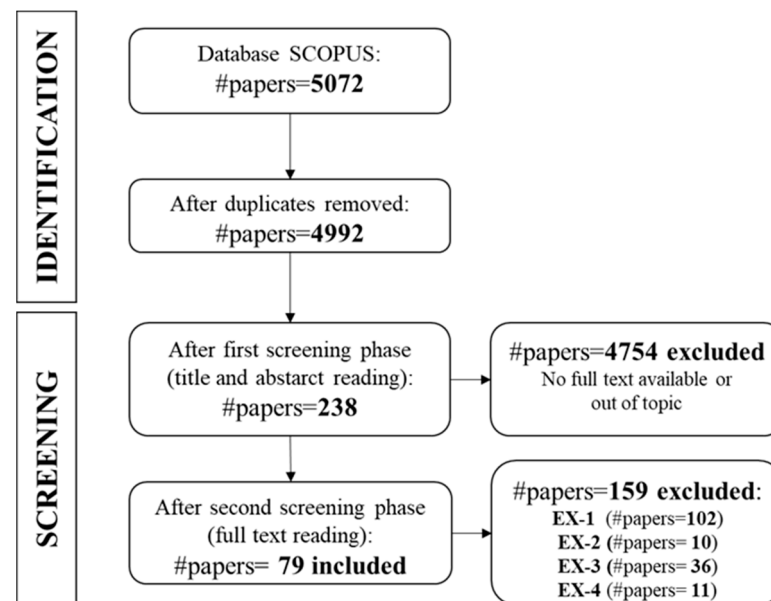 IDENTIFICATION
Database SCOPUS:
#papers=5072
After duplicates removed:
#papers=4992
SCREENING
After first screening phase
(title and abstarct reading):
#papers=238
#papers=4754 excluded
No full text available or
out of topic
After second screening phase
(full text reading):
#papers= 79 included
#papers=159 excluded:
EX-1 (#papers=102)
EX-2 (#papers= 10)
EX-3 (#papers= 36)
EX-4 (#papers= 11)